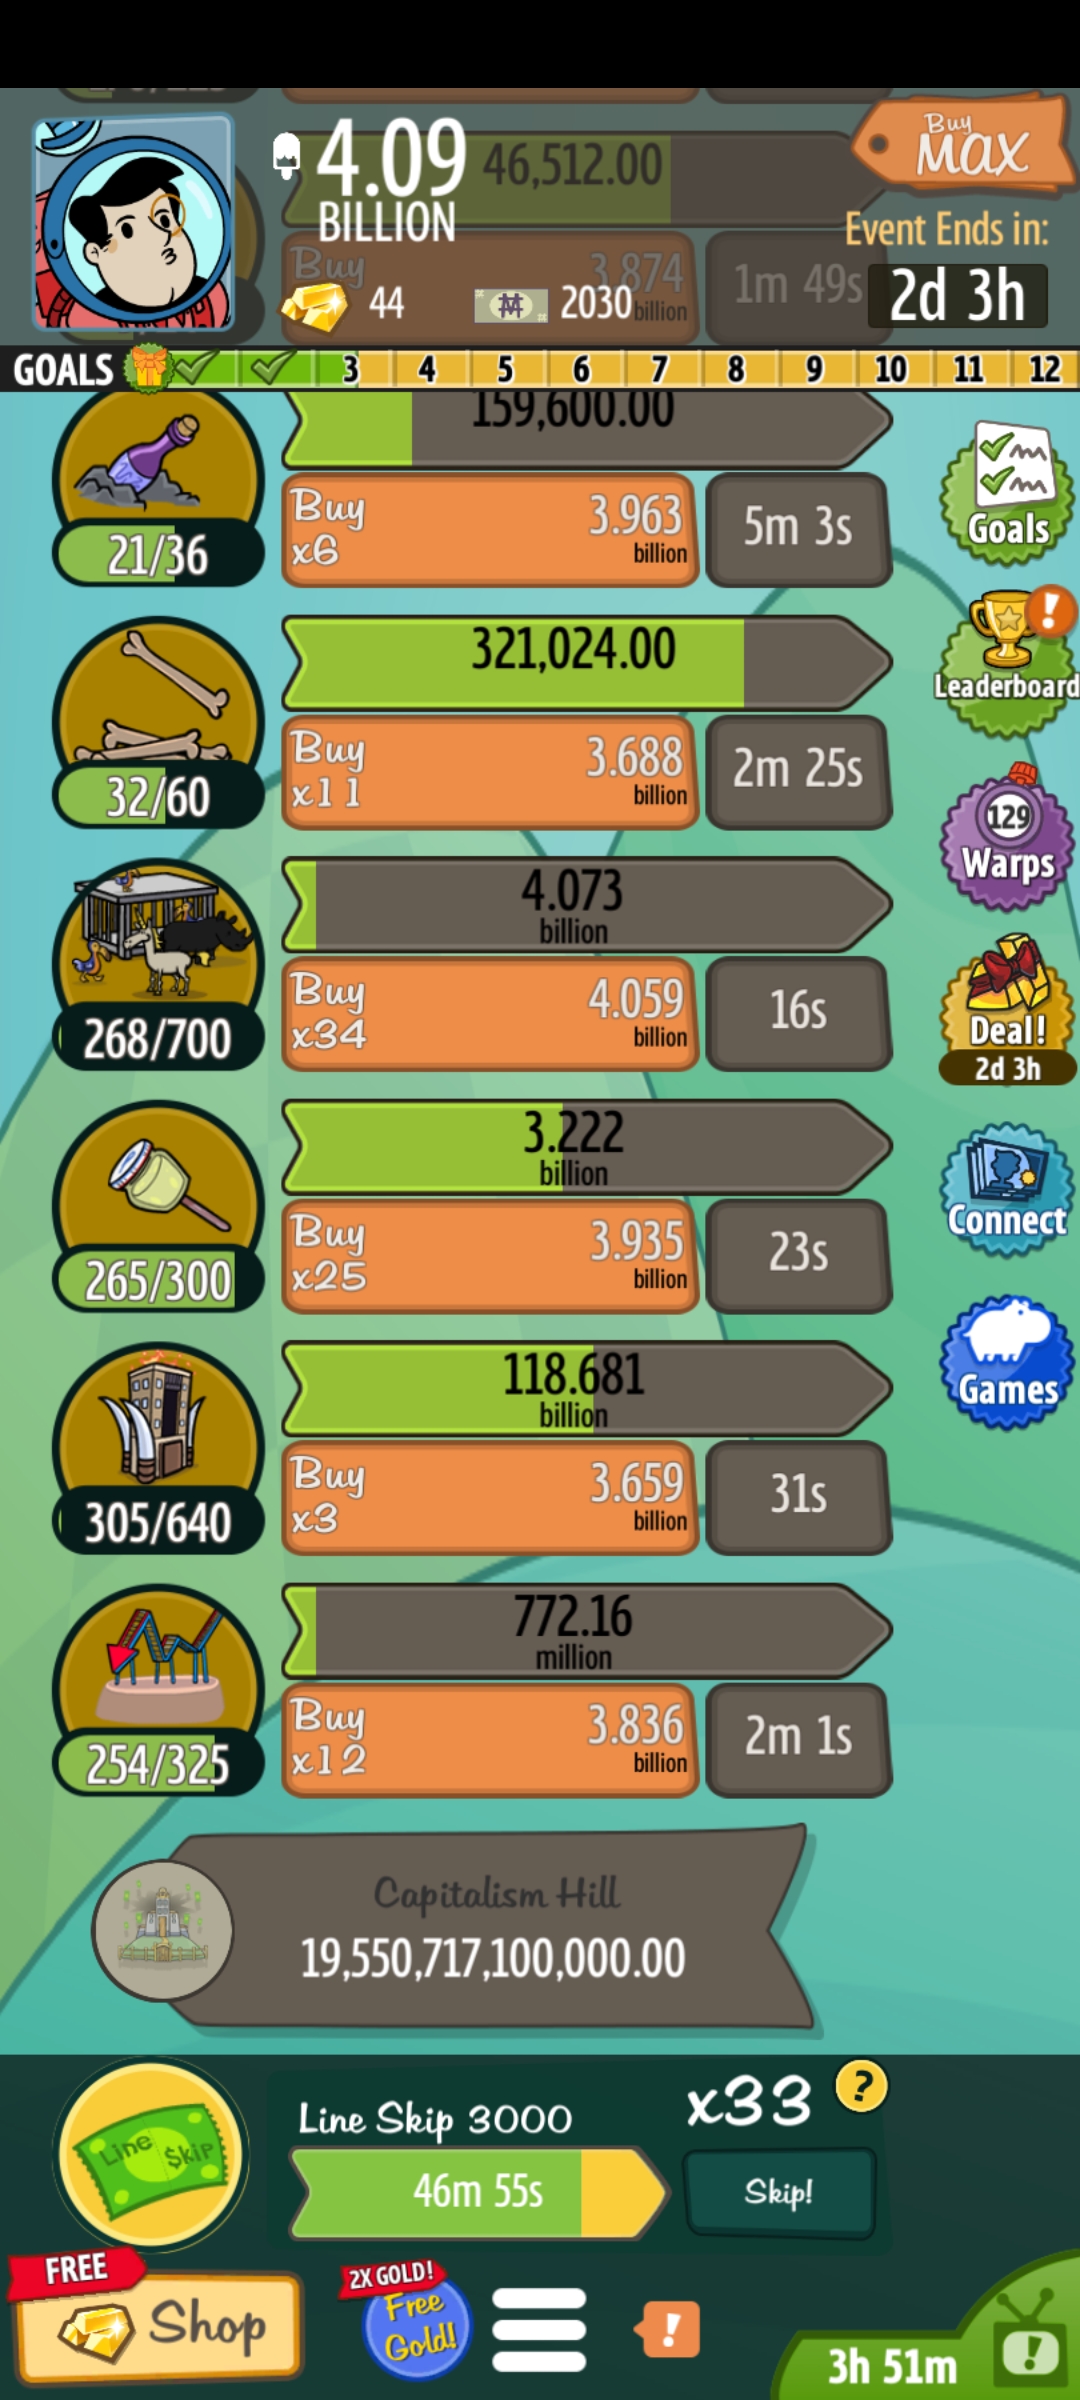 4.09
BILLION
46,512.00
Buy
MAX
Event Ends in:
2d 3h
44
2030
Buy
3.874
billion
1m 49s
GOALS
3 4 5 6 7 8 9 10 11 12
159,600.00
21/36
Buy
x6
3.963
billion
5m 3s
Goals
321,024.00
32/60
Buy
x11
3.688
billion
2m 25s
!
Leaderboard
4.073
billion
268/700
Buy
x34
4.059
billion
16s
129
Warps
3.222
billion
265/300
Buy
x25
3.935
billion
23s
Deal!
2d 3h
118.681
billion
305/640
Buy
x3
3.659
billion
31s
Connect
772.16
million
254/325
Buy
x12
3.836
billion
2m 1s
Games
Capitalism Hill
19,550,717,100,000.00
Line $kip
Line Skip 3000
46m 55s
x33
?
Skip!
FREE
Shop
2X GOLD!
Free
Gold!
!
3h 51m
!